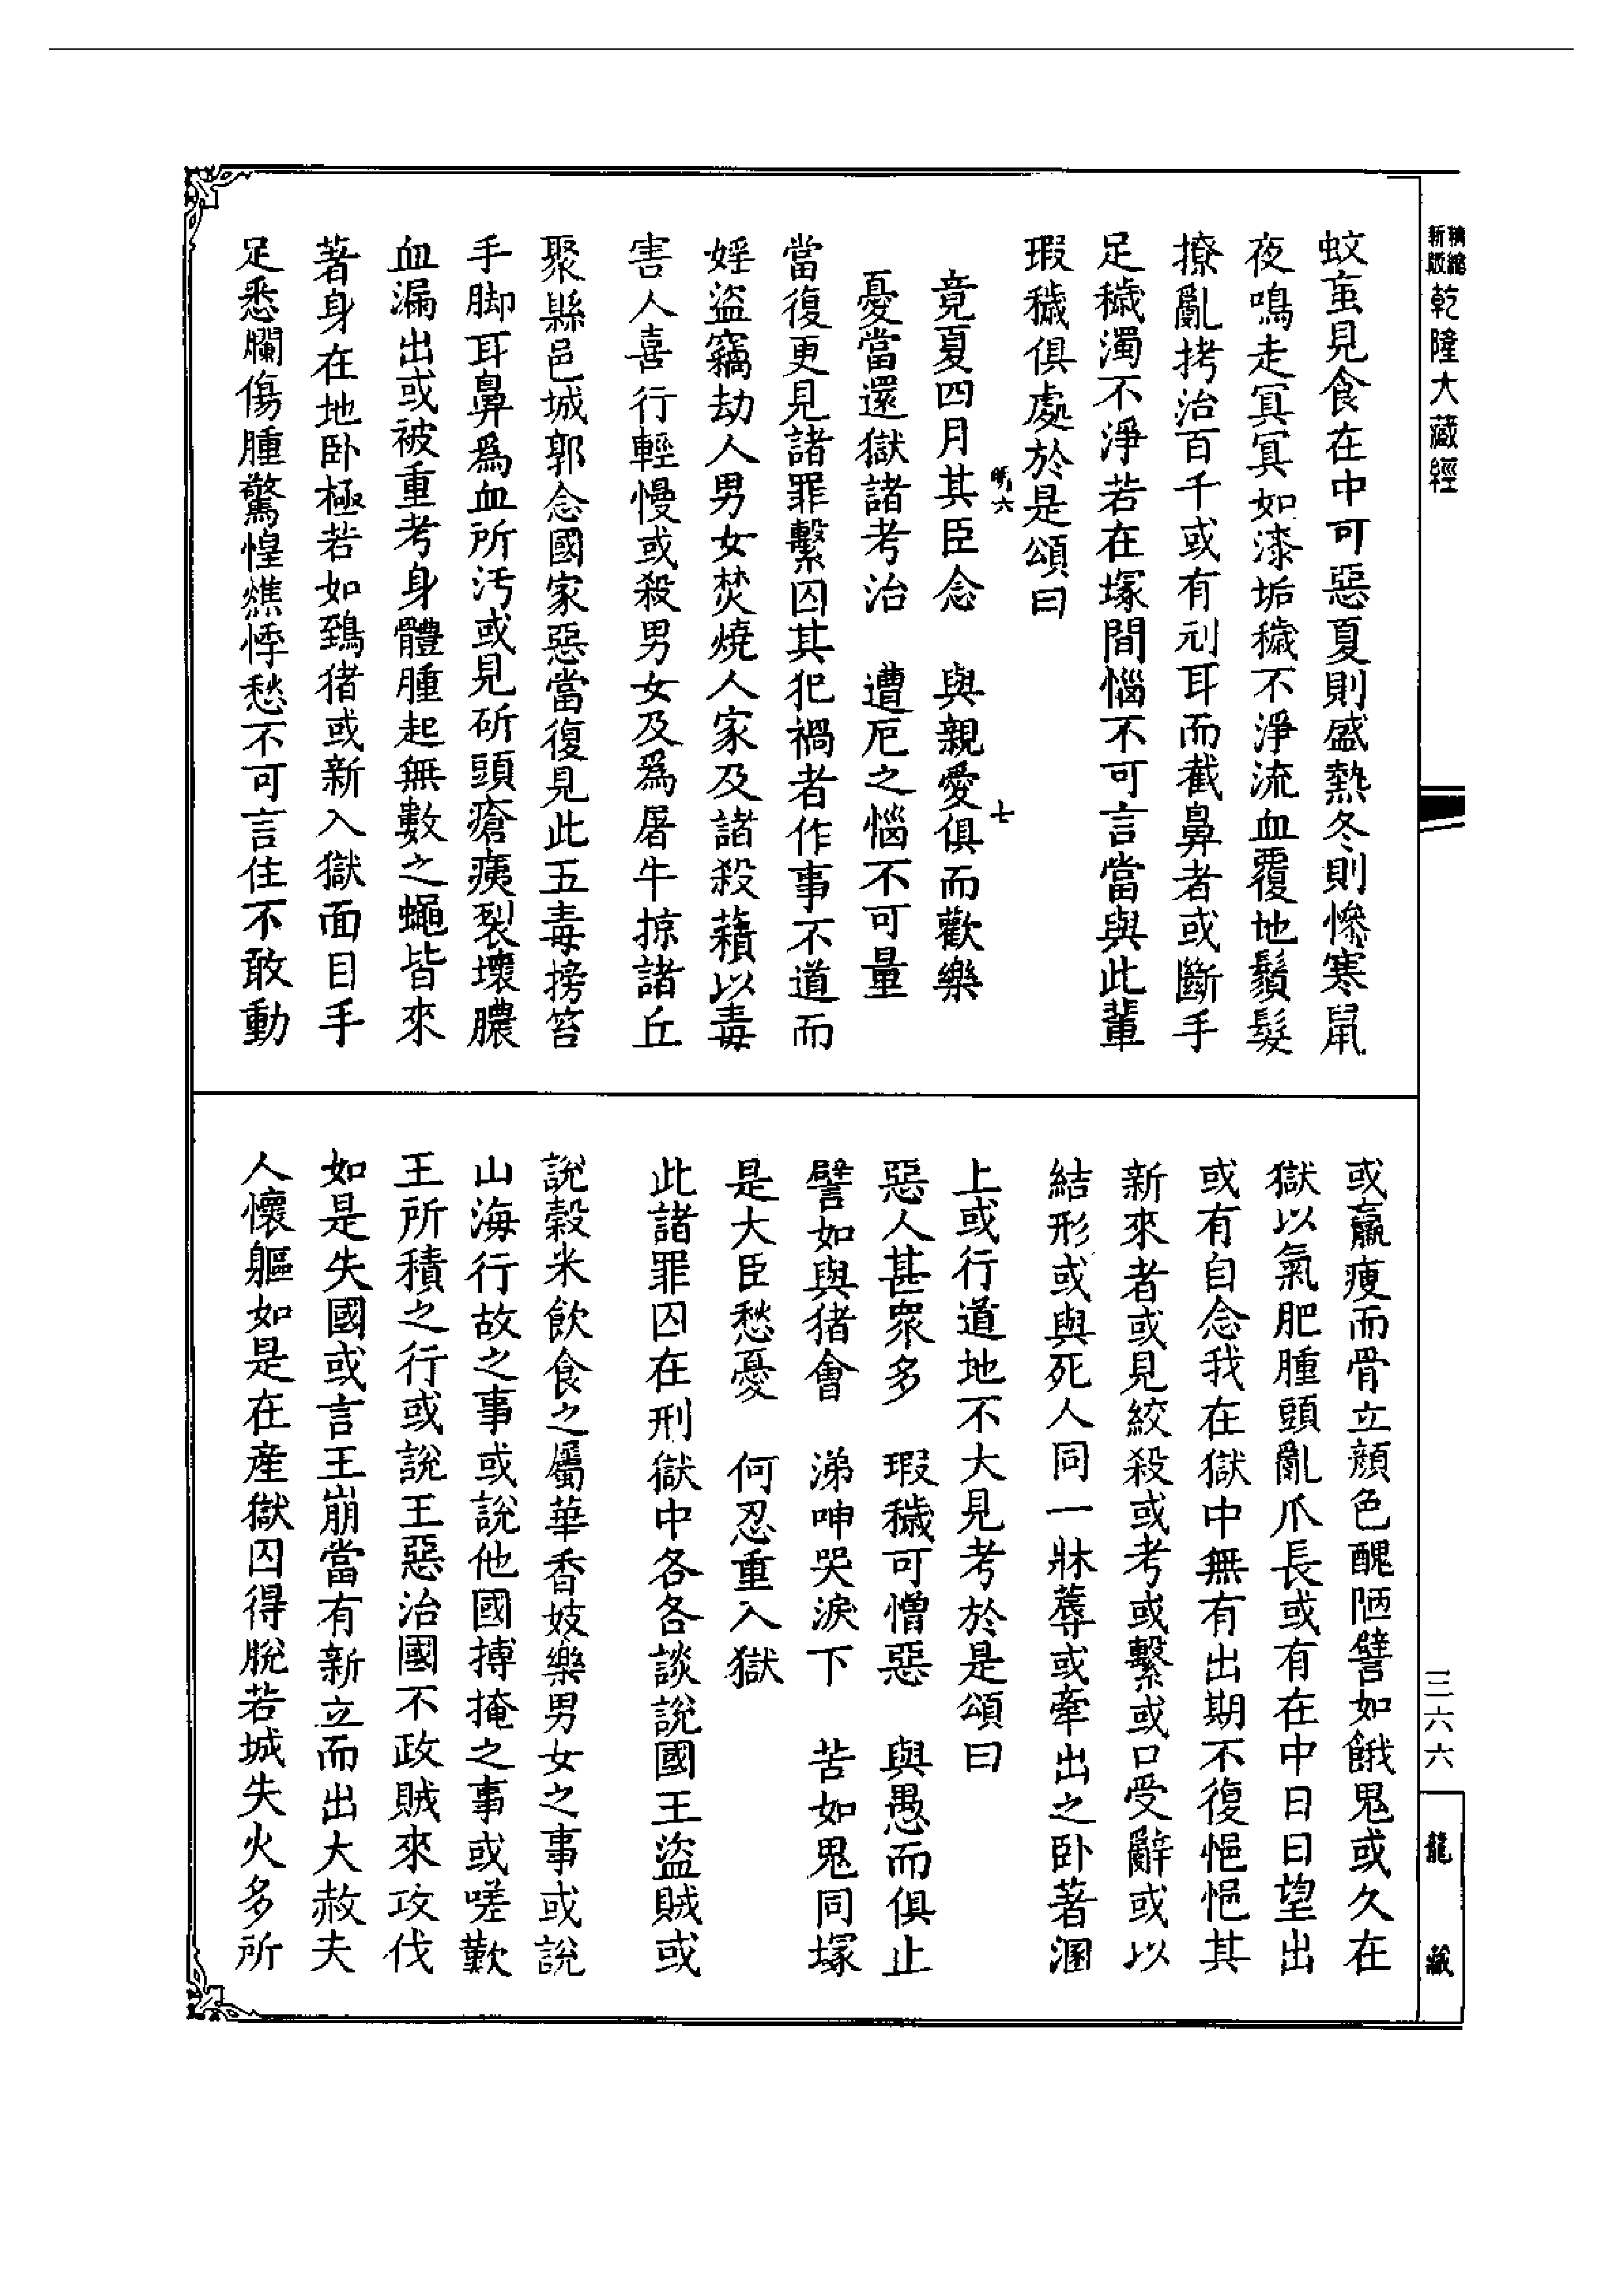 精縮新版乾隆大藏經
蚊䖟見食在中可惡夏則盛熱冬則慘寒鼠
夜鳴走冥冥如漆垢穢不淨流血覆地鬚髮
撩亂拷治百千或有刵耳而截鼻者或斷手
足穢濁不淨若在塚間惱不可言當與此輩
瑕穢俱處於是頌曰
七
竟夏四月其臣念　與親愛俱而歡樂
憂當還獄諸考治　遭厄之惱不可量
當復更見諸罪繫囚其犯禍者作事不道而
婬盜竊劫人男女焚燒人家及諸殺藉以毒
害人喜行輕慢或殺男女及爲屠牛掠諸丘
聚縣邑城郭念國家惡當復見此五毒搒笞
手脚耳鼻爲血所汚或見斫頭瘡痍裂壞膿
血漏出或被重考身體腫起無數之蠅皆來
著身在地卧極若如鵄猪或新入獄面目手
足悉爛傷腫驚惶燋悸愁不可言住不敢動
或羸瘦而骨立顔色醜陋譬如餓鬼或久在
獄以氣肥腫頭亂爪長或有在中日日望出
或有自念我在獄中無有出期不復悒悒其
新來者或見絞殺或考或繫或口受辭或以
結形或與死人同一牀蓐或牽出之卧著溷
上或行道地不大見考於是頌曰
惡人甚衆多　瑕穢可憎惡　與愚而俱止
譬如與猪會　涕呻哭淚下　苦如鬼同塚
是大臣愁憂　何忍重入獄
此諸罪囚在刑獄中各各談說國王盜賊或
說穀米飲食之屬華香妓樂男女之事或說
山海行故之事或說他國搏掩之事或嗟歎
王所積之行或說王惡治國不政賊來攻伐
如是失國或言王崩當有新立而出大赦夫
人懷軀如是在産獄囚得脫若城失火多所
三六六
龍藏